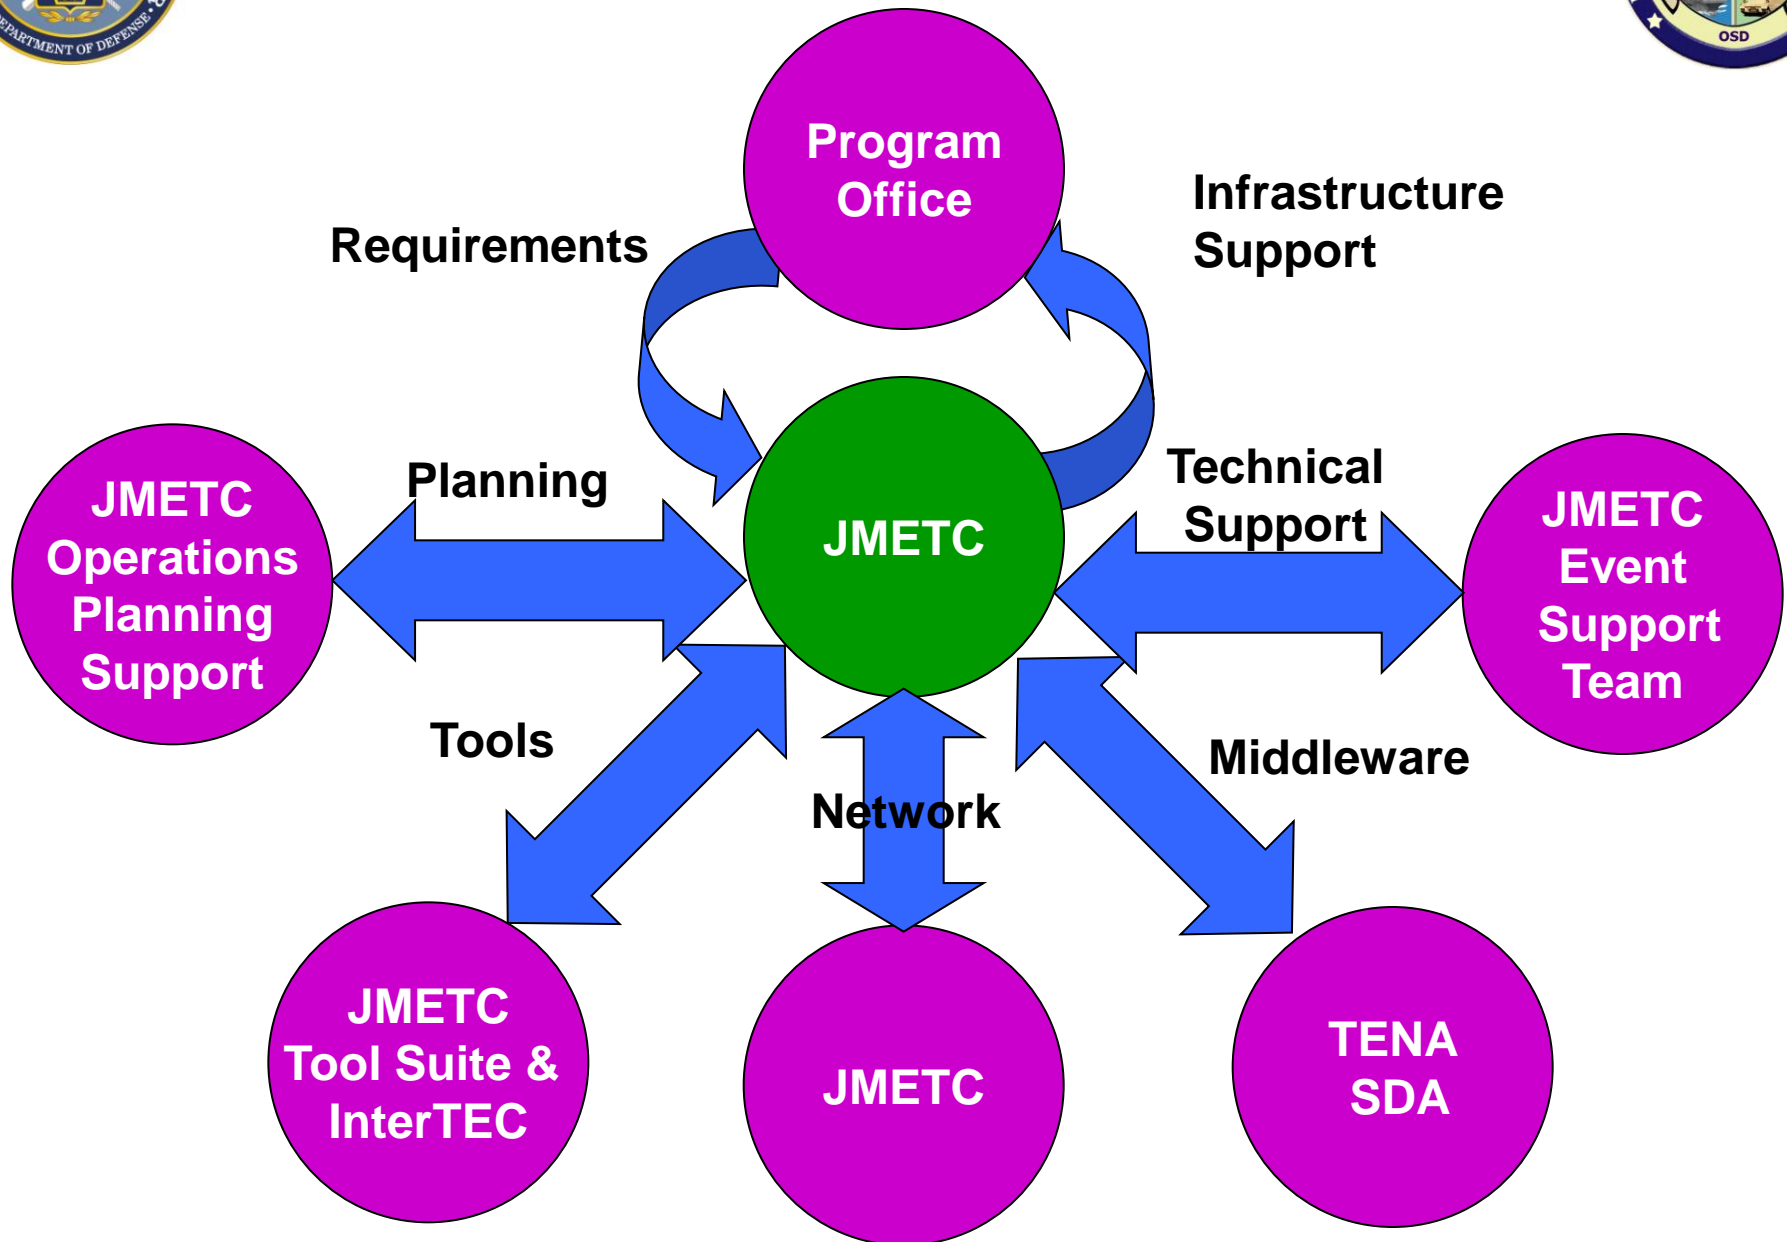 DEPARTMENT OF DEFENSE
OSD
Program
Office
Infrastructure
Support
Requirements
Planning
Technical
Support
JMETC
Operations
Planning
Support
JMETC
JMETC
Event
Support
Team
Tools
Middleware
Network
JMETC
Tool Suite &
InterTEC
JMETC
TENA
SDA